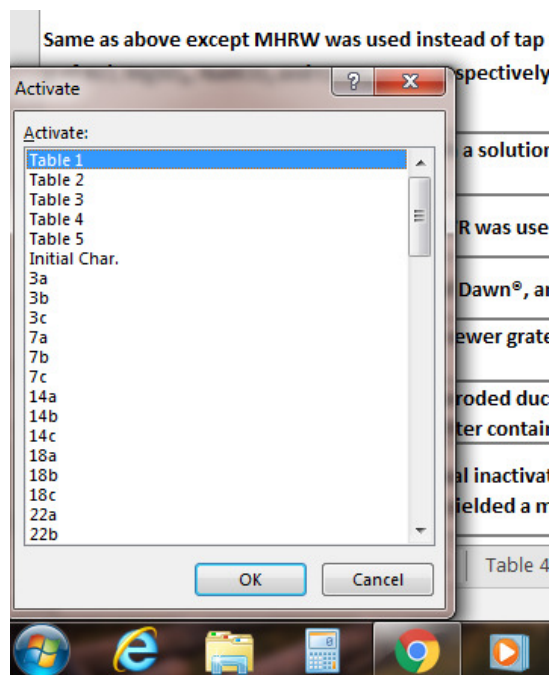 Same as above except MHRW was used instead of tap
spectively
Activate
Activate:
Table 1
Table 2
Table 3
Table 4
Table 5
Initial Char.
3a
3b
3c
7a
7b
7c
14a
14b
14c
18a
18b
18c
22a
22b
OK
Cancel
a solution
R was use
Dawn®, an
ewer grate
roded duc
ter contain
al inactivat
ielded a m
Table 4